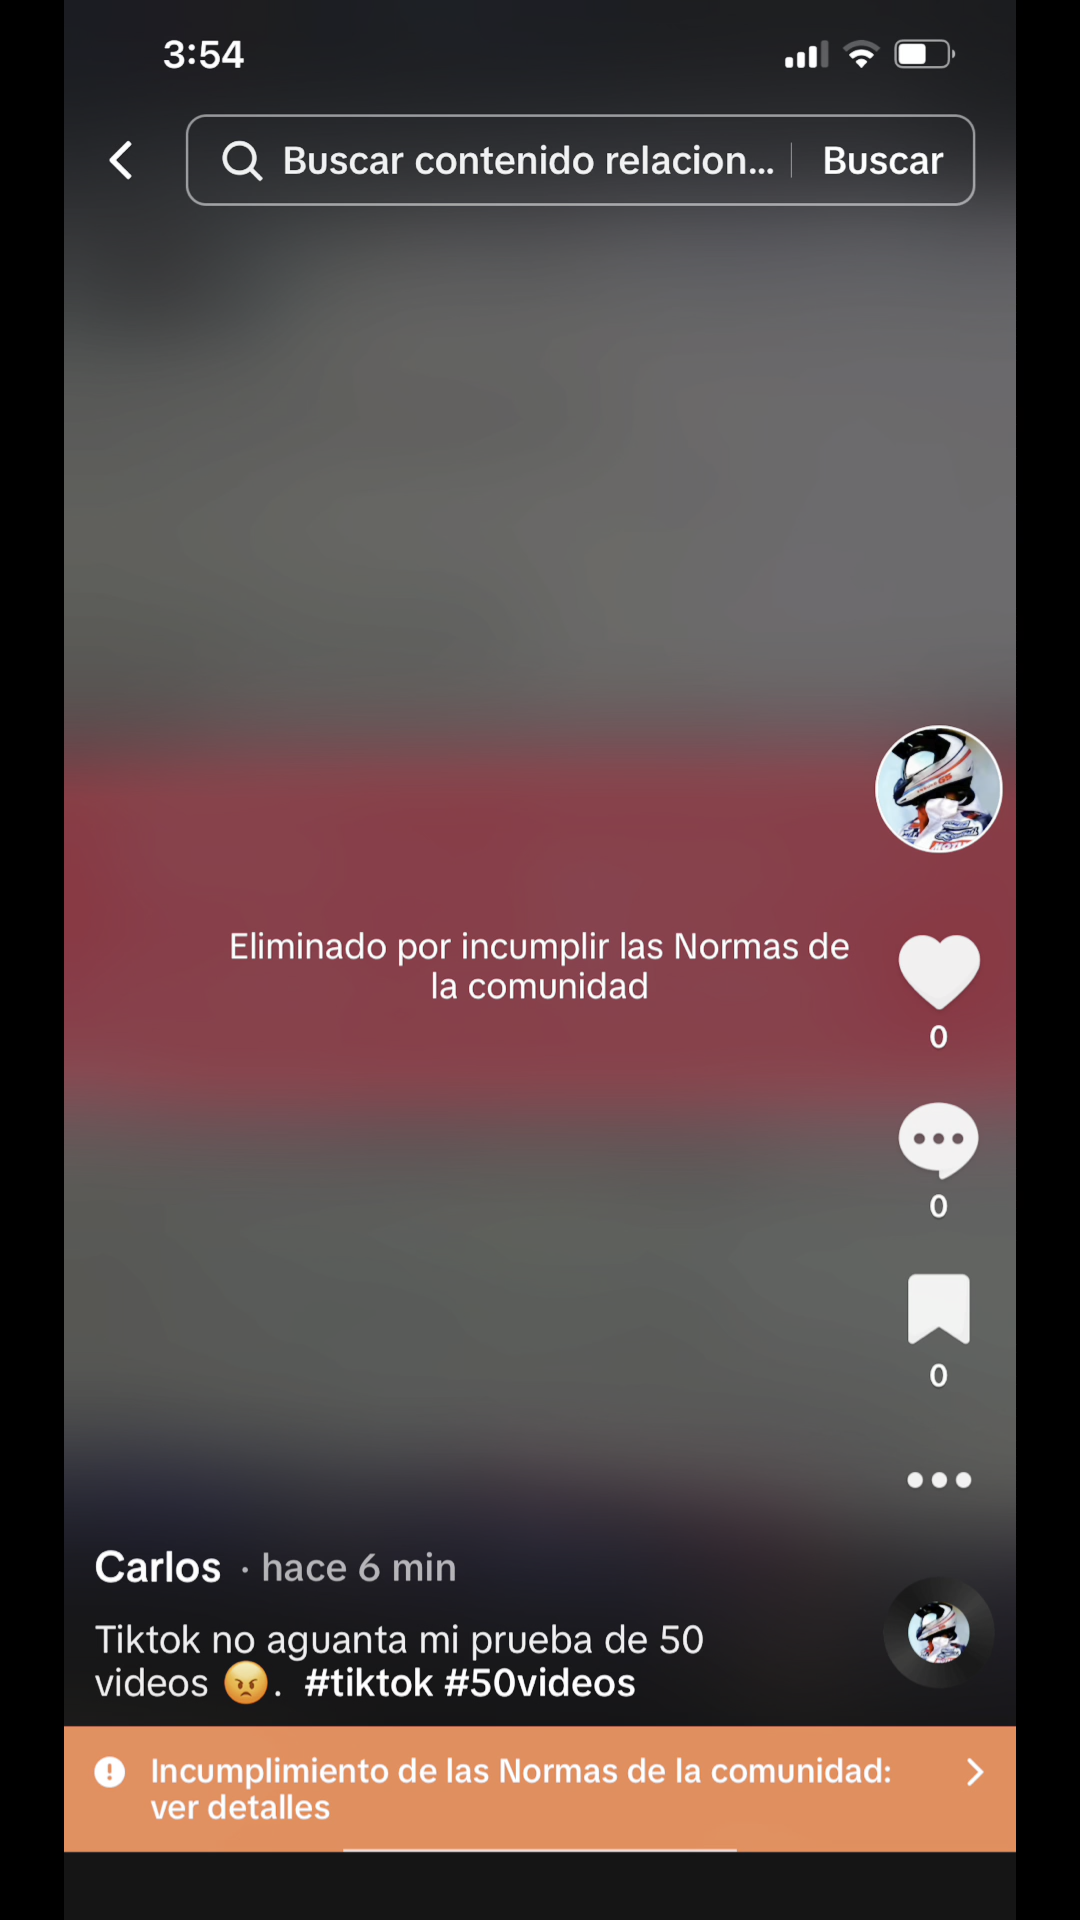 3:54
Buscar contenido relacion... Buscar
Eliminado por incumplir las Normas de
la comunidad
0
0
0
Carlos · hace 6 min
Tiktok no aguanta mi prueba de 50
videos 😡. #tiktok #50videos
Incumplimiento de las Normas de la comunidad:
ver detalles